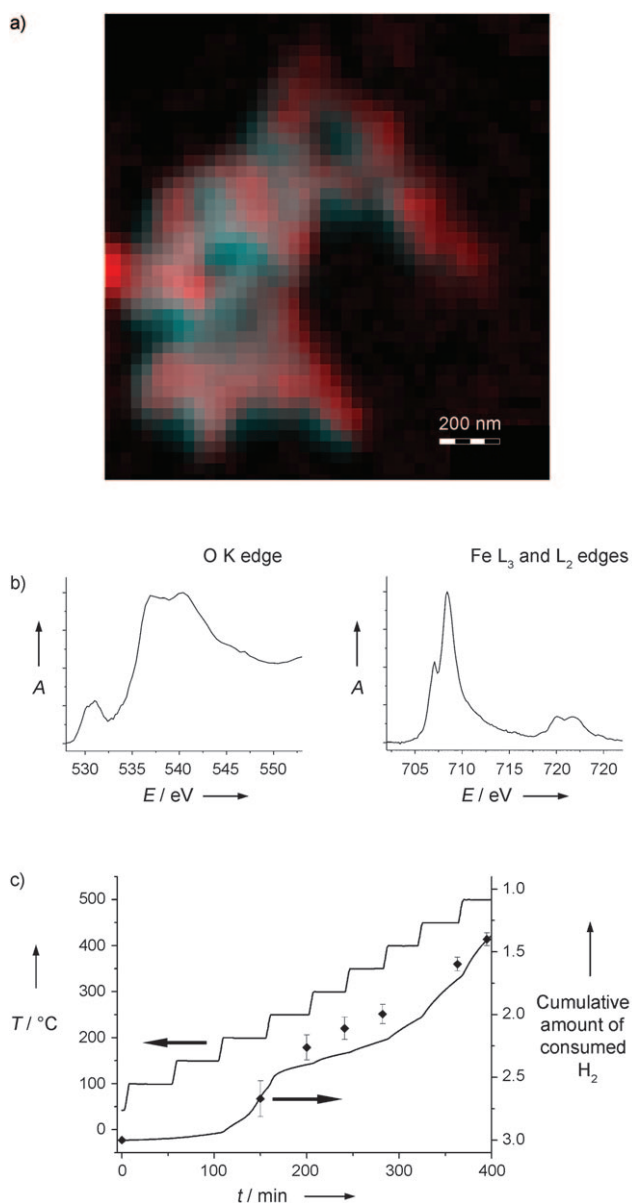 a)
200 nm
b)
O K edge
Fe L₃ and L₂ edges
A
A
530 535 540 545 550
705 710 715 720 720
E / eV
E / eV
c)
500
400
300
200
100
0
T / °C
1.0
1.5
2.0
2.5
3.0
Cumulative
amount of
consumed
H₂
0 100 200 300 400
t / min